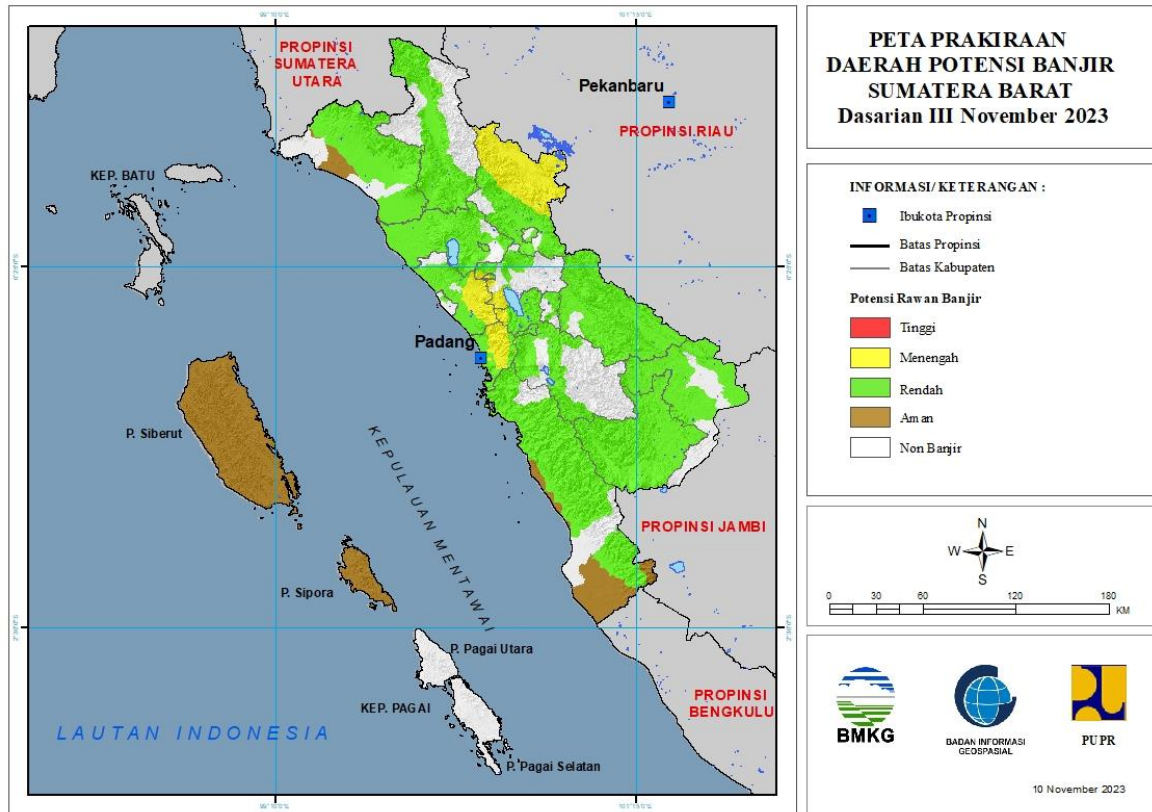 PROPINSI
SUMATERA
UTARA
Pekanbaru
PROPINSI.RIAU
KEP. BATU
Padang
P. Siberut
KEPULAUAN MENTAWAI
PROPINSI JAMBI
P. Sipora
P. Pagai Utara
KEP. PAGAI
PROPINSI
BENGKULU
LAUTAN INDONESIA
P. Pagai Selatan
PETA PRAKIRAAN
DAERAH POTENSI BANJIR
SUMATERA BARAT
Dasarian III November 2023
INFORMASI/KETERANGAN :
Ibukota Propinsi
Batas Propinsi
Batas Kabupaten
Potensi Rawan Banjir
Tinggi
Menengah
Rendah
Aman
Non Banjir
N
W E
S
0 30 60 120 180
KM
BMKG
BADAN INFORMASI
GEOSPASIAL
PUPR
10 November 2023